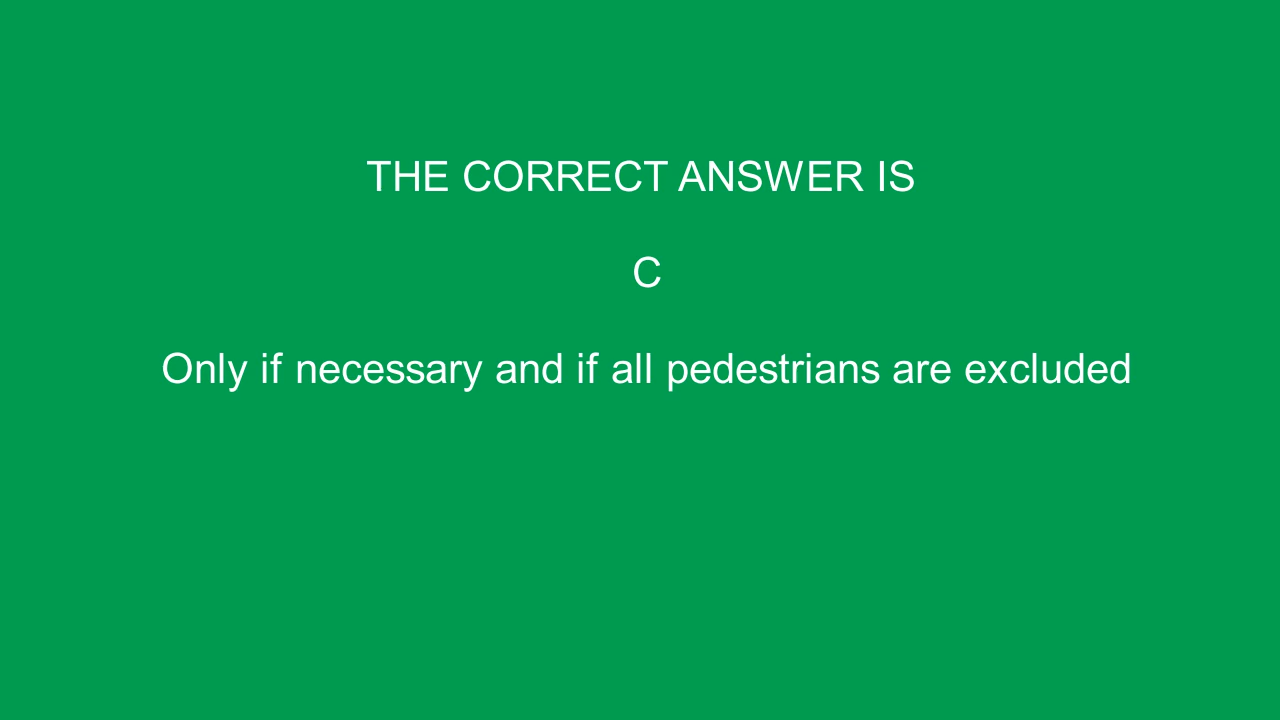 THE CORRECT ANSWER IS
C
Only if necessary and if all pedestrians are excluded